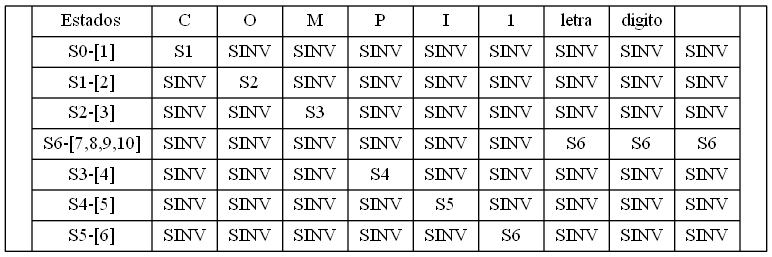 Estados C O M P I 1 letra digito
S0-[1] S1 SINV SINV SINV SINV SINV SINV SINV SINV
S1-[2] SINV S2 SINV SINV SINV SINV SINV SINV SINV
S2-[3] SINV SINV S3 SINV SINV SINV SINV SINV SINV
S6-[7,8,9,10] SINV SINV SINV SINV SINV SINV S6 S6 S6
S3-[4] SINV SINV SINV S4 SINV SINV SINV SINV SINV
S4-[5] SINV SINV SINV SINV S5 SINV SINV SINV SINV
S5-[6] SINV SINV SINV SINV SINV S6 SINV SINV SINV